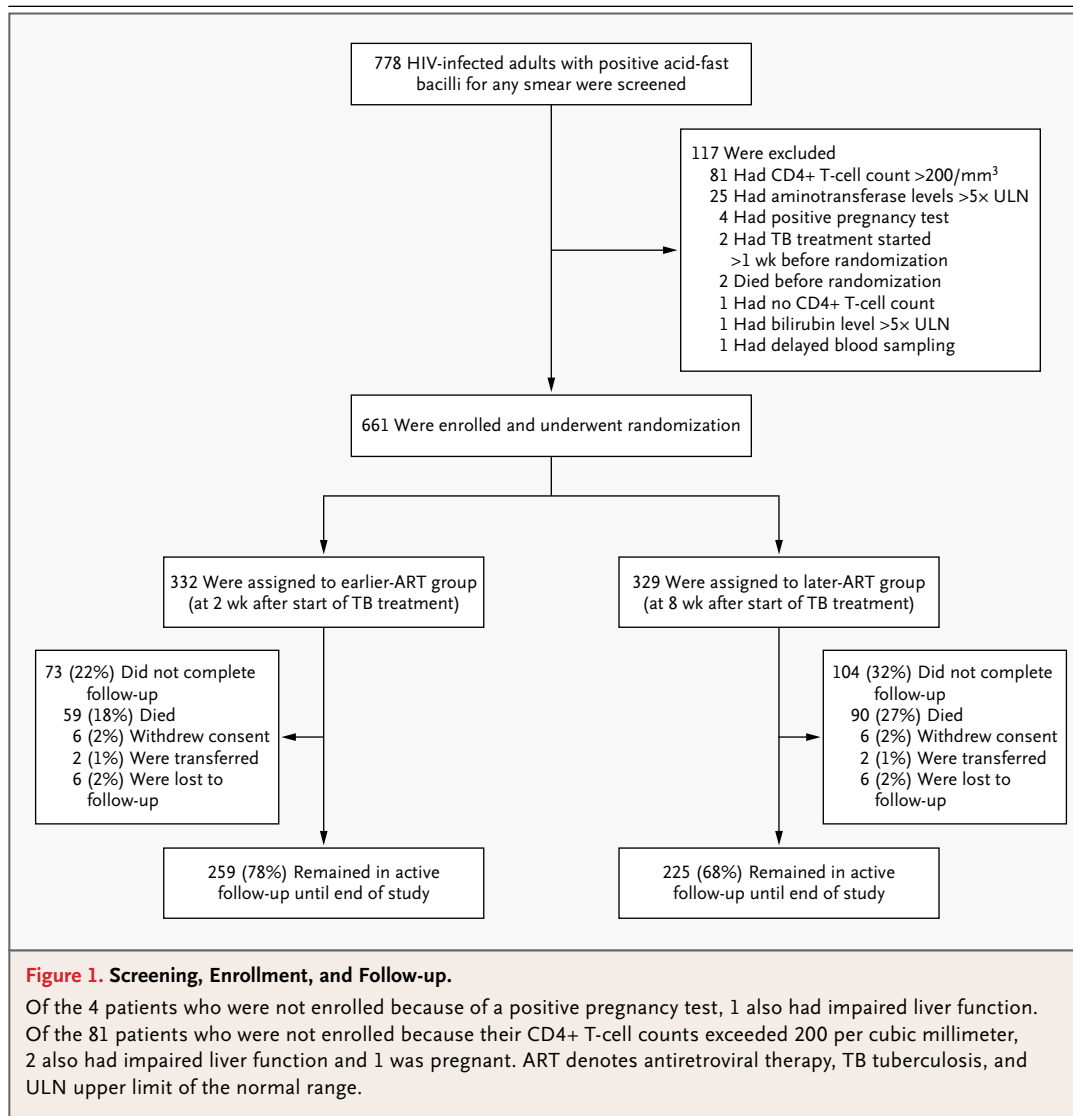 778 HIV-infected adults with positive acid-fast
bacilli for any smear were screened
117 Were excluded
81 Had CD4+ T-cell count >200/mm³
25 Had aminotransferase levels >5× ULN
4 Had positive pregnancy test
2 Had TB treatment started
>1 wk before randomization
2 Died before randomization
1 Had no CD4+ T-cell count
1 Had bilirubin level >5× ULN
1 Had delayed blood sampling
661 Were enrolled and underwent randomization
332 Were assigned to earlier-ART group
(at 2 wk after start of TB treatment)
329 Were assigned to later-ART group
(at 8 wk after start of TB treatment)
73 (22%) Did not complete
follow-up
59 (18%) Died
6 (2%) Withdrew consent
2 (1%) Were transferred
6 (2%) Were lost to
follow-up
104 (32%) Did not complete
follow-up
90 (27%) Died
6 (2%) Withdrew consent
2 (1%) Were transferred
6 (2%) Were lost to
follow-up
259 (78%) Remained in active
follow-up until end of study
225 (68%) Remained in active
follow-up until end of study
Figure 1. Screening, Enrollment, and Follow-up.
Of the 4 patients who were not enrolled because of a positive pregnancy test, 1 also had impaired liver function.
Of the 81 patients who were not enrolled because their CD4+ T-cell counts exceeded 200 per cubic millimeter,
2 also had impaired liver function and 1 was pregnant. ART denotes antiretroviral therapy, TB tuberculosis, and
ULN upper limit of the normal range.